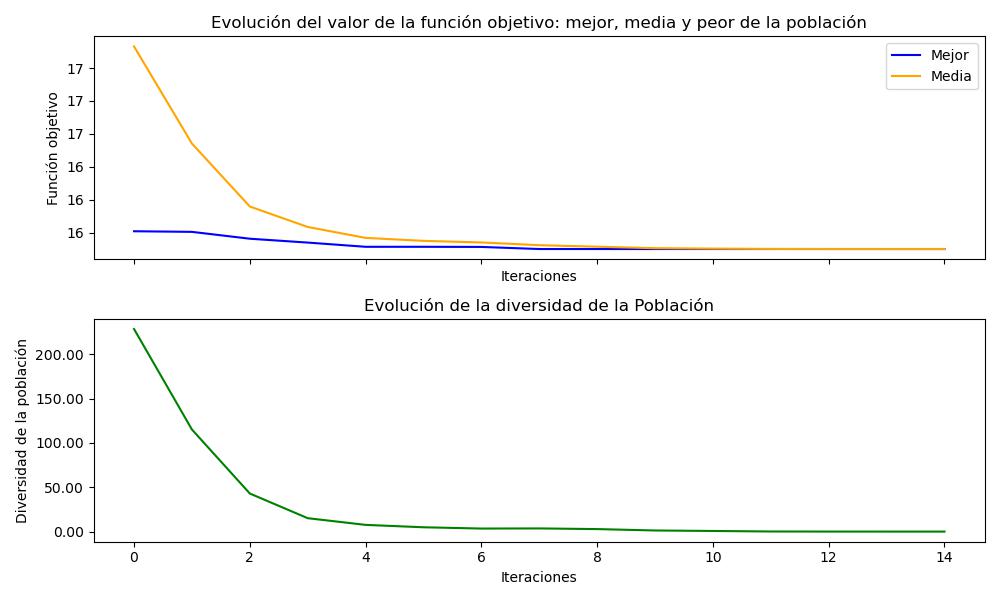 Evolución del valor de la función objetivo: mejor, media y peor de la población
Función objetivo
17
17
17
16
16
16
Mejor
Media
Iteraciones
Evolución de la diversidad de la Población
Diversidad de la población
200.00
150.00
100.00
50.00
0.00
0 2 4 6 8 10 12 14
Iteraciones